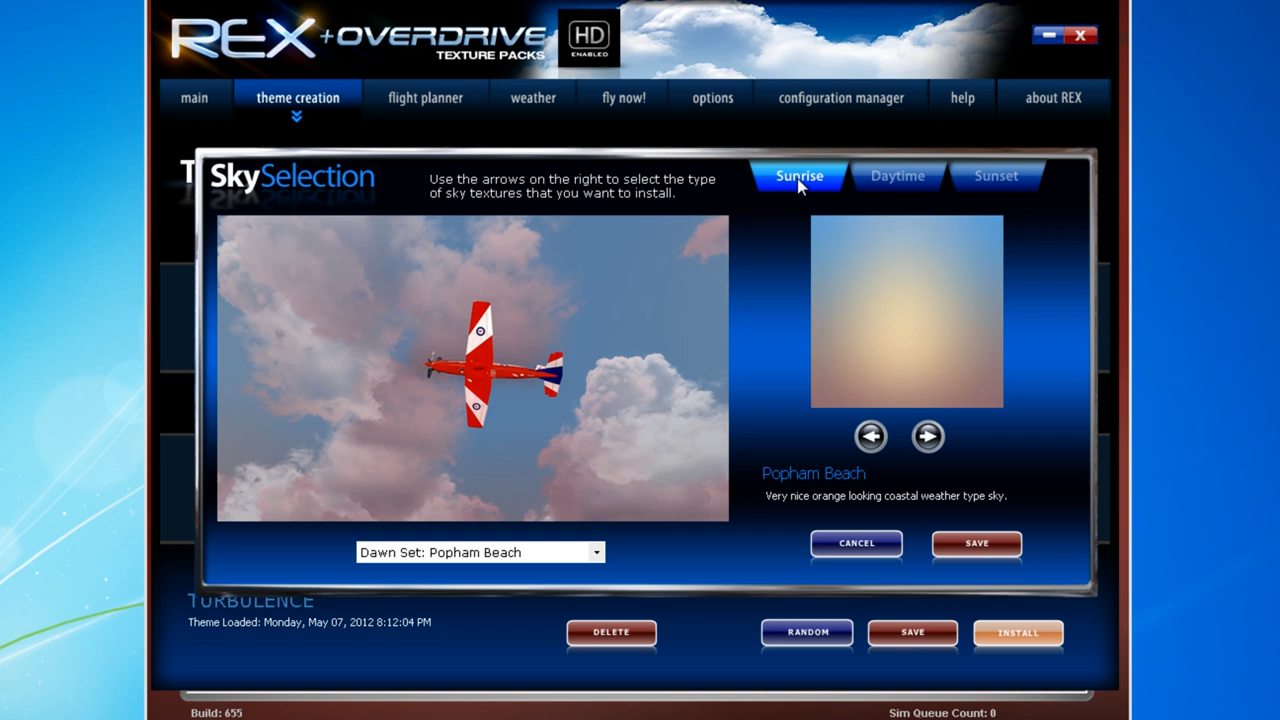 REX+OVERDRIVE
TEXTURE PACKS
HD
ENABLED
main
theme creation
flight planner
weather
fly now!
options
configuration manager
help
about REX
T
SkySelection
Use the arrows on the right to select the type
of sky textures that you want to install.
Sunrise
Daytime
Sunset
Popham Beach
Very nice orange looking coastal weather type sky.
Dawn Set: Popham Beach
CANCEL
SAVE
TURBULENCE
Theme Loaded: Monday, May 07, 2012 8:12:04 PM
DELETE
RANDOM
SAVE
INSTALL
Build: 655
Sim Queue Count: 0